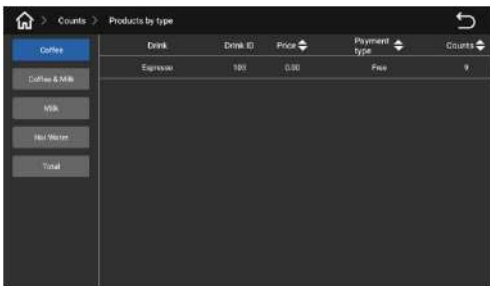 > Counts > Products by type
Coffee
Coffee & Milk
Milk
Hot Water
Total
Drink Drink ID Price Payment type Counts
Espresso 103 0.00 Free 9